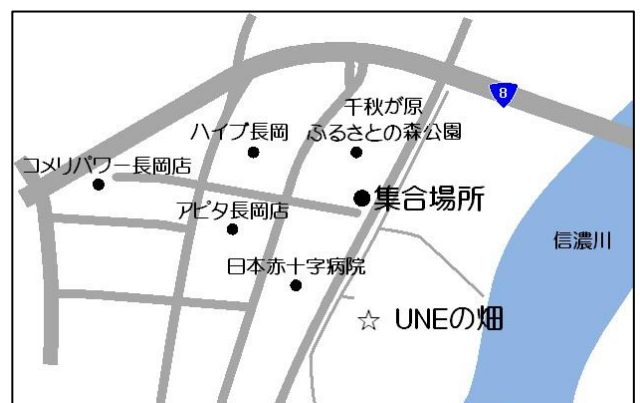 8
千秋が原
ふるさとの森公園
ハイブ長岡
コメリパワー長岡店
集合場所
アピタ長岡店
信濃川
日本赤十字病院
☆ UNEの畑